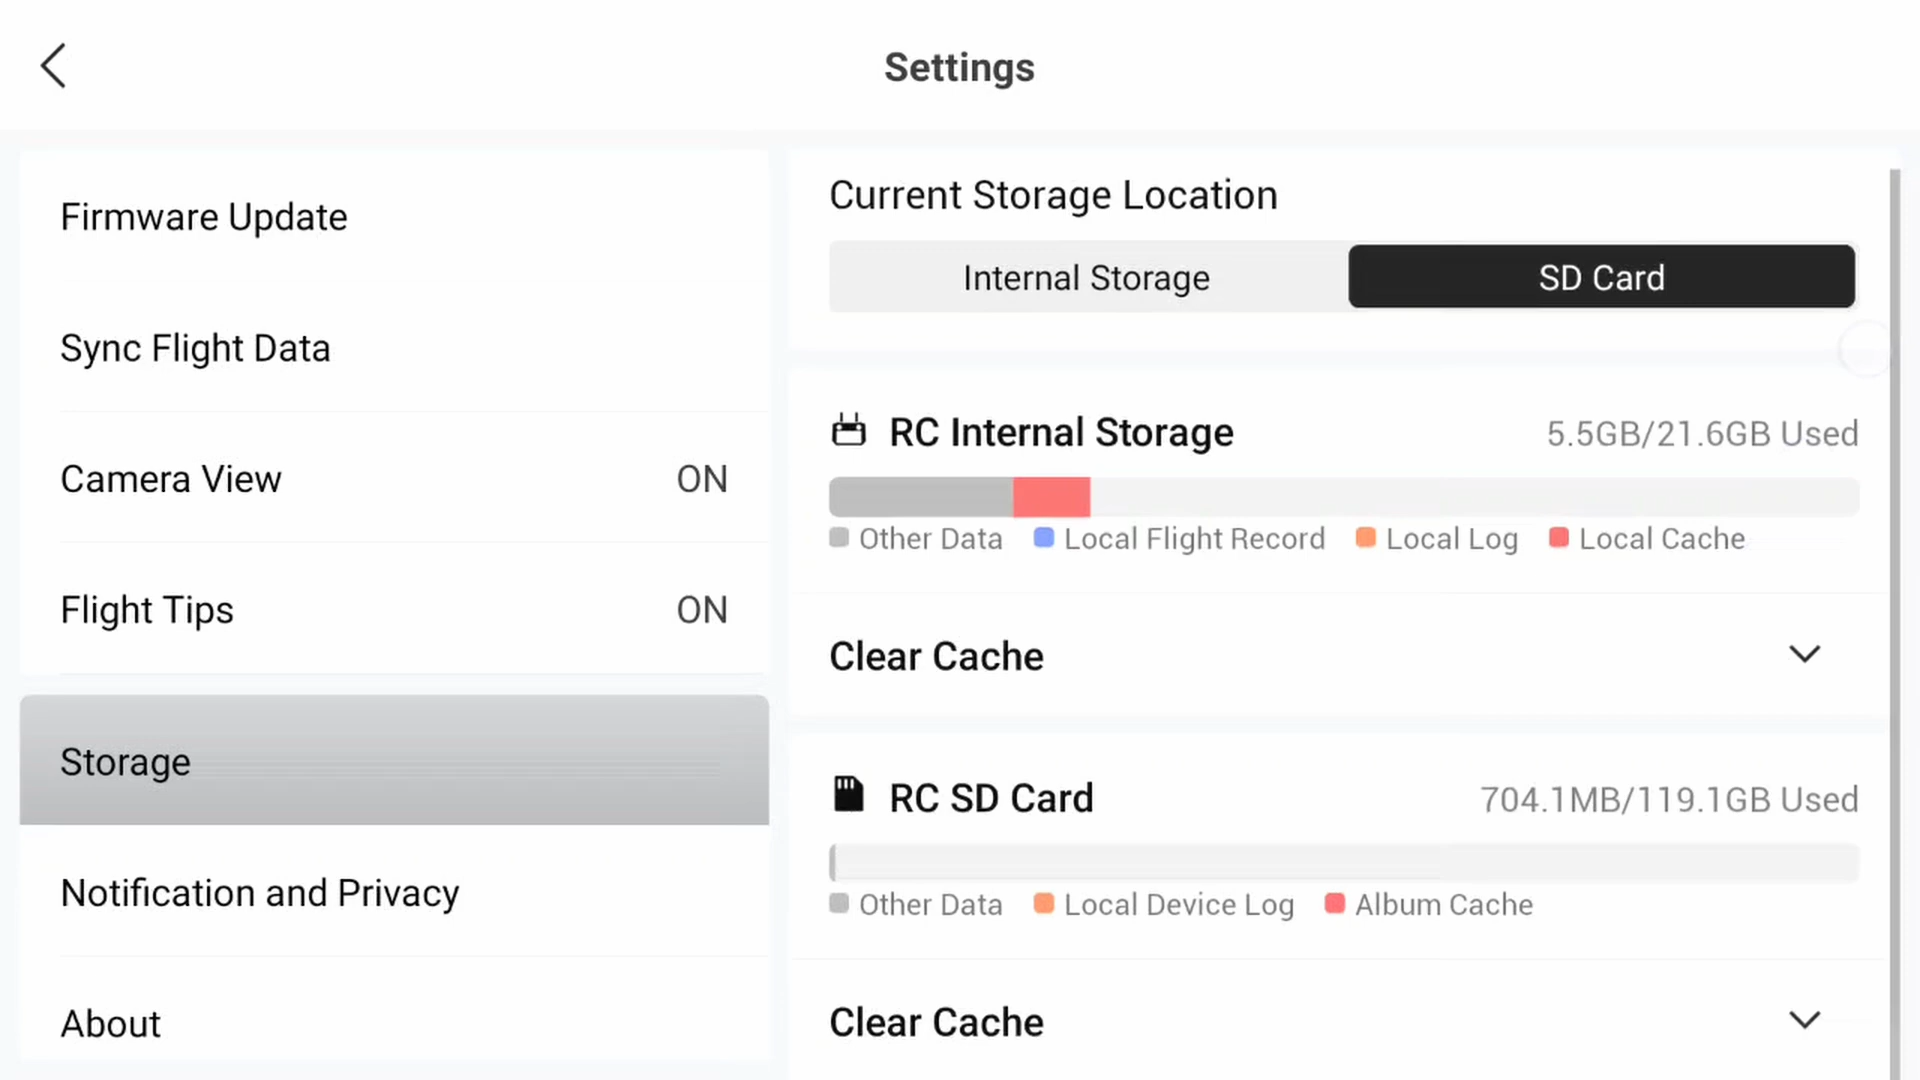 Settings
Firmware Update
Sync Flight Data
Camera View ON
Flight Tips ON
Storage
Notification and Privacy
About
Current Storage Location
Internal Storage SD Card
RC Internal Storage 5.5GB/21.6GB Used
Other Data Local Flight Record Local Log Local Cache
Clear Cache
RC SD Card 704.1MB/119.1GB Used
Other Data Local Device Log Album Cache
Clear Cache